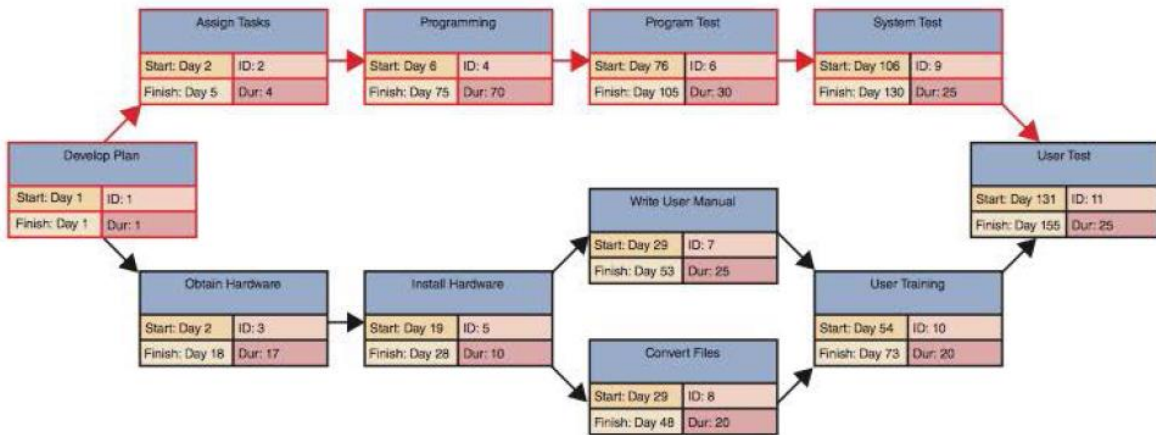 Assign Tasks
Start: Day 2 ID: 2
Finish: Day 5 Dur: 4
Programming
Start: Day 6 ID: 4
Finish: Day 75 Dur: 70
Program Test
Start: Day 76 ID: 6
Finish: Day 105 Dur: 30
System Test
Start: Day 106 ID: 9
Finish: Day 130 Dur: 25
Develop Plan
Start: Day 1 ID: 1
Finish: Day 1 Dur: 1
User Test
Start: Day 131 ID: 11
Finish: Day 155 Dur: 25
Write User Manual
Start: Day 29 ID: 7
Finish: Day 53 Dur: 25
Obtain Hardware
Start: Day 2 ID: 3
Finish: Day 18 Dur: 17
Install Hardware
Start: Day 19 ID: 5
Finish: Day 28 Dur: 10
User Training
Start: Day 54 ID: 10
Finish: Day 73 Dur: 20
Convert Files
Start: Day 29 ID: 8
Finish: Day 48 Dur: 20